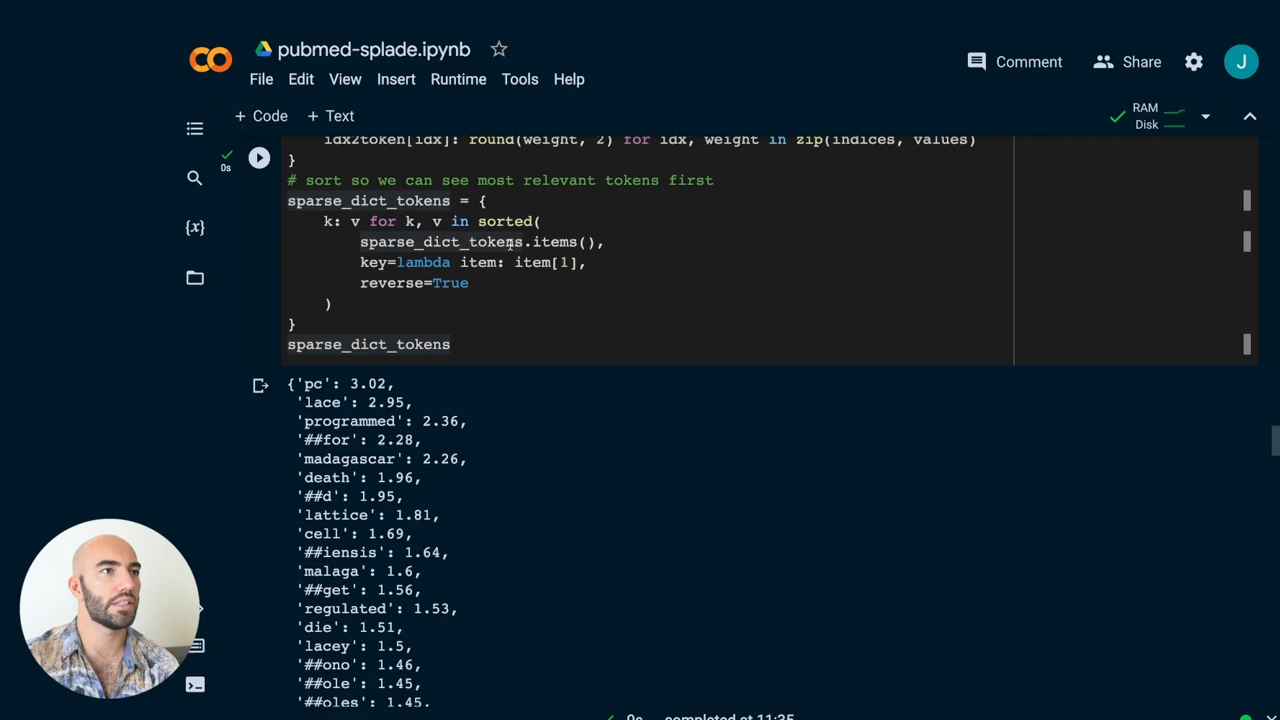 pubmed-splade.ipynb
File Edit View Insert Runtime Tools Help
Comment
Share
J
+ Code + Text
RAM
Disk
{x}
0s
idx2token[idx]: round(weight, 2) for idx, weight in zip(indices, values)
}
# sort so we can see most relevant tokens first
sparse_dict_tokens = {
k: v for k, v in sorted(
sparse_dict_tokens.items(),
key=lambda item: item[1],
reverse=True
)
}
sparse_dict_tokens
{'pc': 3.02,
'lace': 2.95,
'programmed': 2.36,
'##for': 2.28,
'madagascar': 2.26,
'death': 1.96,
'##d': 1.95,
'lattice': 1.81,
'cell': 1.69,
'##iensis': 1.64,
'malaga': 1.6,
'##get': 1.56,
'regulated': 1.53,
'die': 1.51,
'lacey': 1.5,
'##ono': 1.46,
'##ole': 1.45,
'##oles': 1.45,
0s completed at 11:35